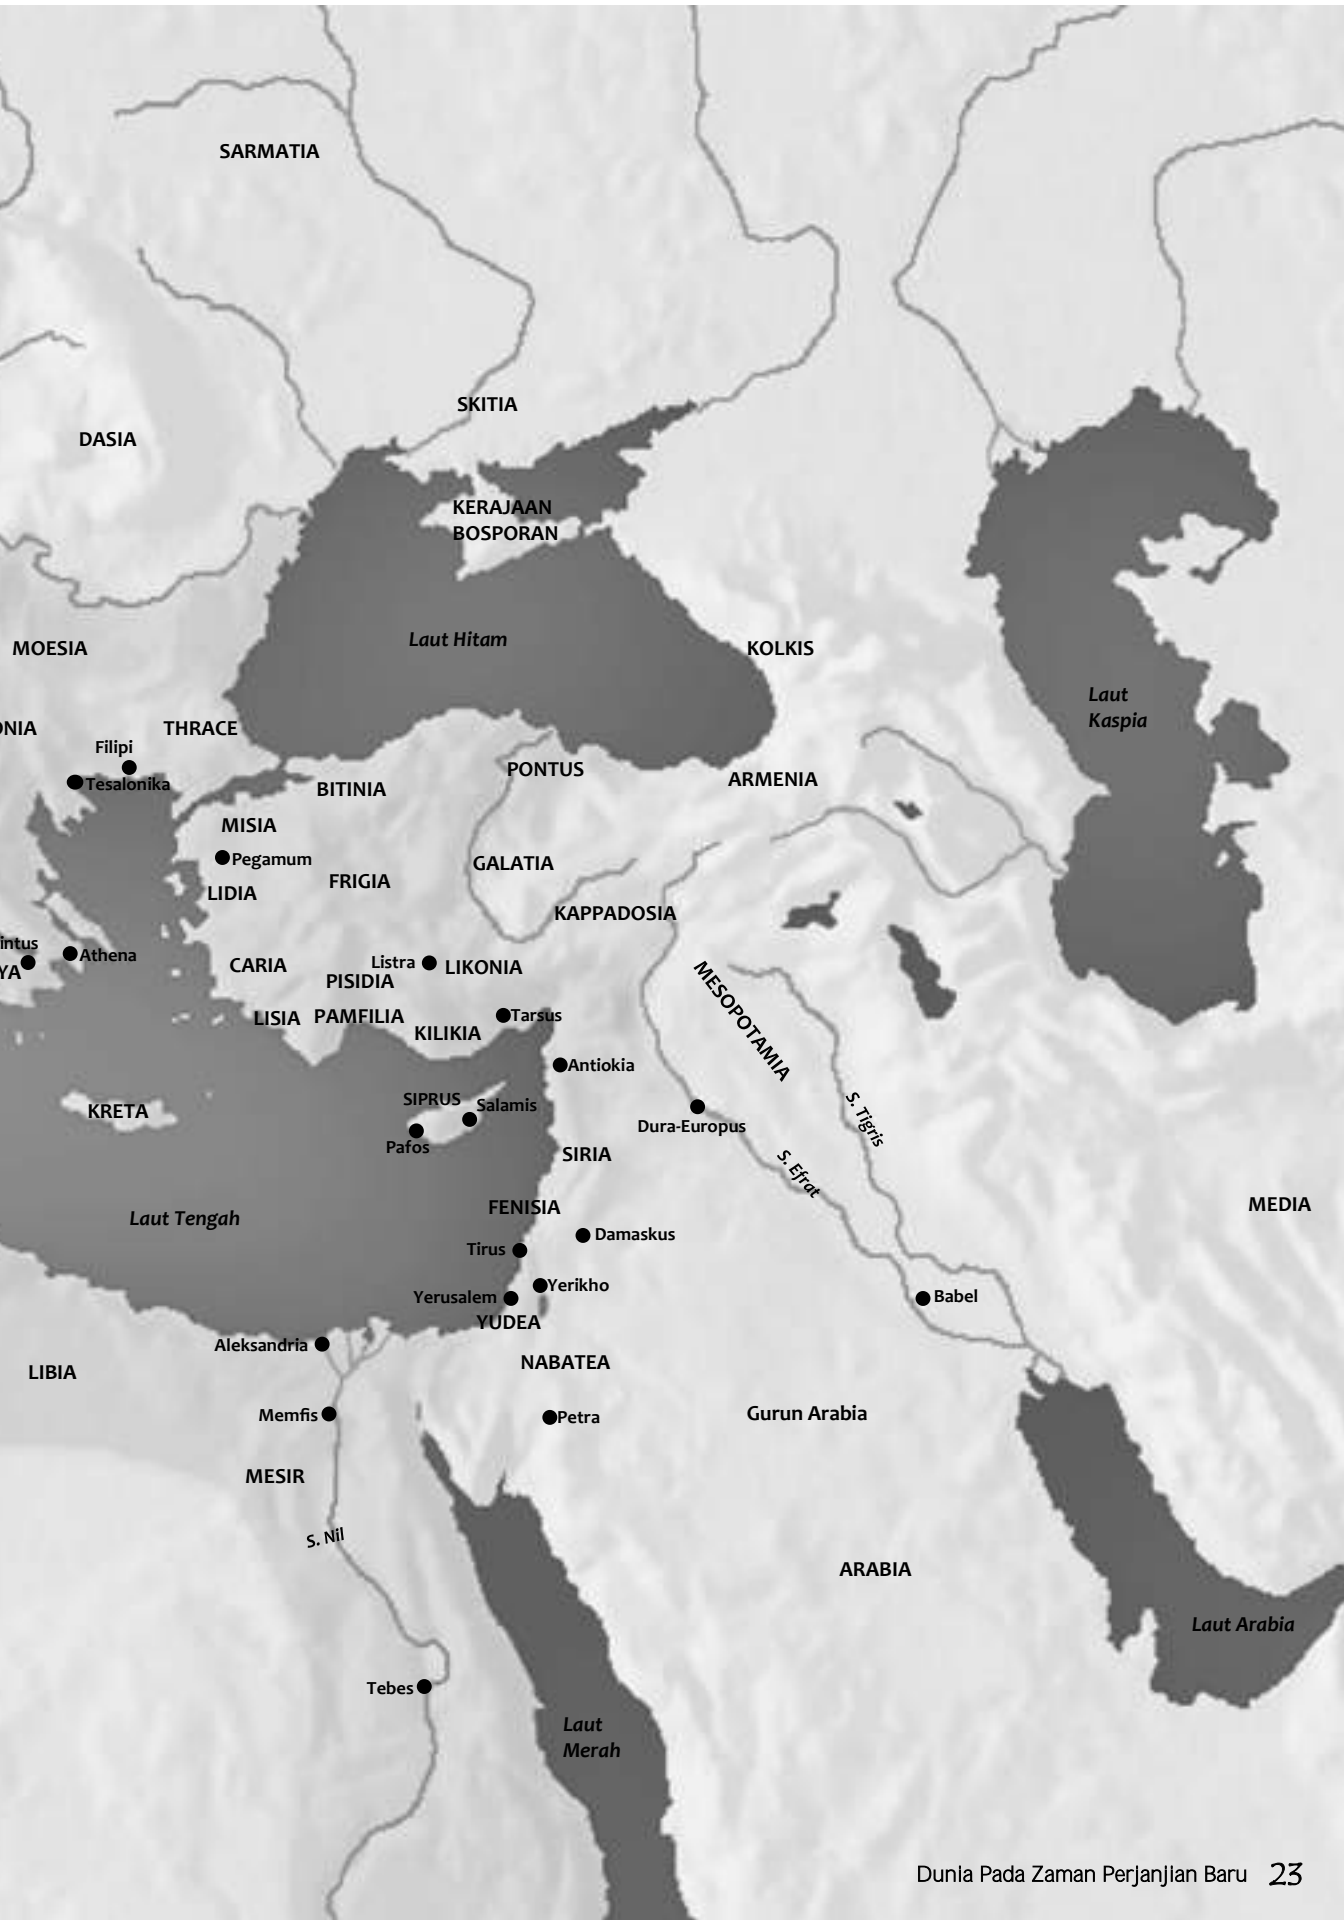 SARMATIA
SKITIA
DASIA
KERAJAAN
BOSPORAN
Laut Hitam
MOESIA
KOLKIS
Laut
Kaspia
ONIA
THRACE
Filipi
Tesalonika
PONTUS
ARMENIA
BITINIA
MISIA
Pegamum
GALATIA
FRIGIA
LIDIA
KAPPADOSIA
intus
Athena
YA
CARIA
Listra
LIKONIA
PISIDIA
MESOPOTAMIA
LISIA
PAMFILIA
Tarsus
KILIKIA
Antiokia
KRETA
SIPRUS
Salamis
Pafos
Dura-Europus
S. Tigris
SIRIA
S. Efrat
Laut Tengah
FENISIA
MEDIA
Damaskus
Tirus
Yerikho
Yerusalem
Babel
YUDEA
Aleksandria
NABATEA
LIBIA
Memfis
Petra
Gurun Arabia
MESIR
S. Nil
ARABIA
Laut Arabia
Tebes
Laut
Merah
Dunia Pada Zaman Perjanjian Baru 23